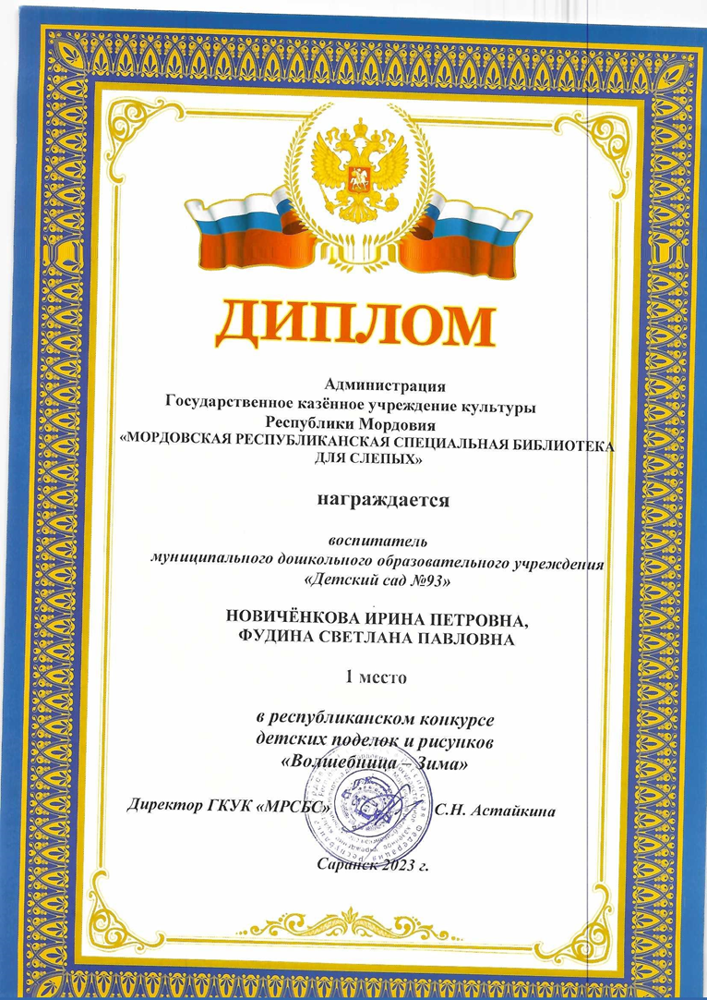 ДИПЛОМ
Администрация
Государственное казённое учреждение культуры
Республики Мордовия
«МОРДОВСКАЯ РЕСПУБЛИКАНСКАЯ СПЕЦИАЛЬНАЯ БИБЛИОТЕКА
ДЛЯ СЛЕПЫХ»
награждается
воспитатель
муниципального дошкольного образовательного учреждения
«Детский сад №93»
НОВИЧЁНКОВА ИРИНА ПЕТРОВНА,
ФУДИНА СВЕТЛАНА ПАВЛОВНА
1 место
в республиканском конкурсе
детских поделок и рисунков
«Волшебница – Зима»
Директор ГКУК «МРСБС» С.Н. Астайкина
Саранск 2023 г.